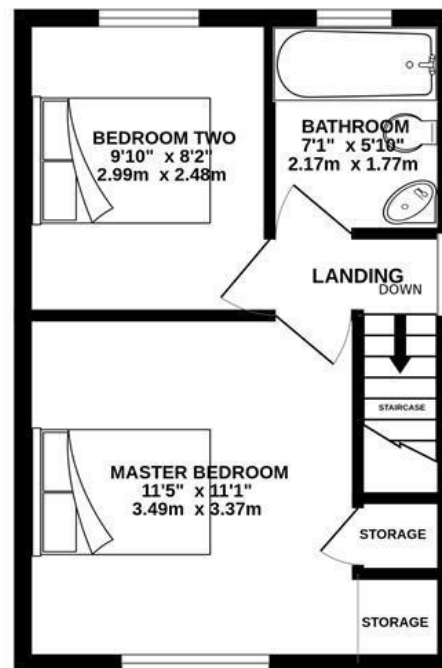 BEDROOM TWO
9'10" x 8'2"
2.99m x 2.48m
BATHROOM
7'1" x 5'10"
2.17m x 1.77m
LANDING
DOWN
STAIRCASE
MASTER BEDROOM
11'5" x 11'1"
3.49m x 3.37m
STORAGE
STORAGE